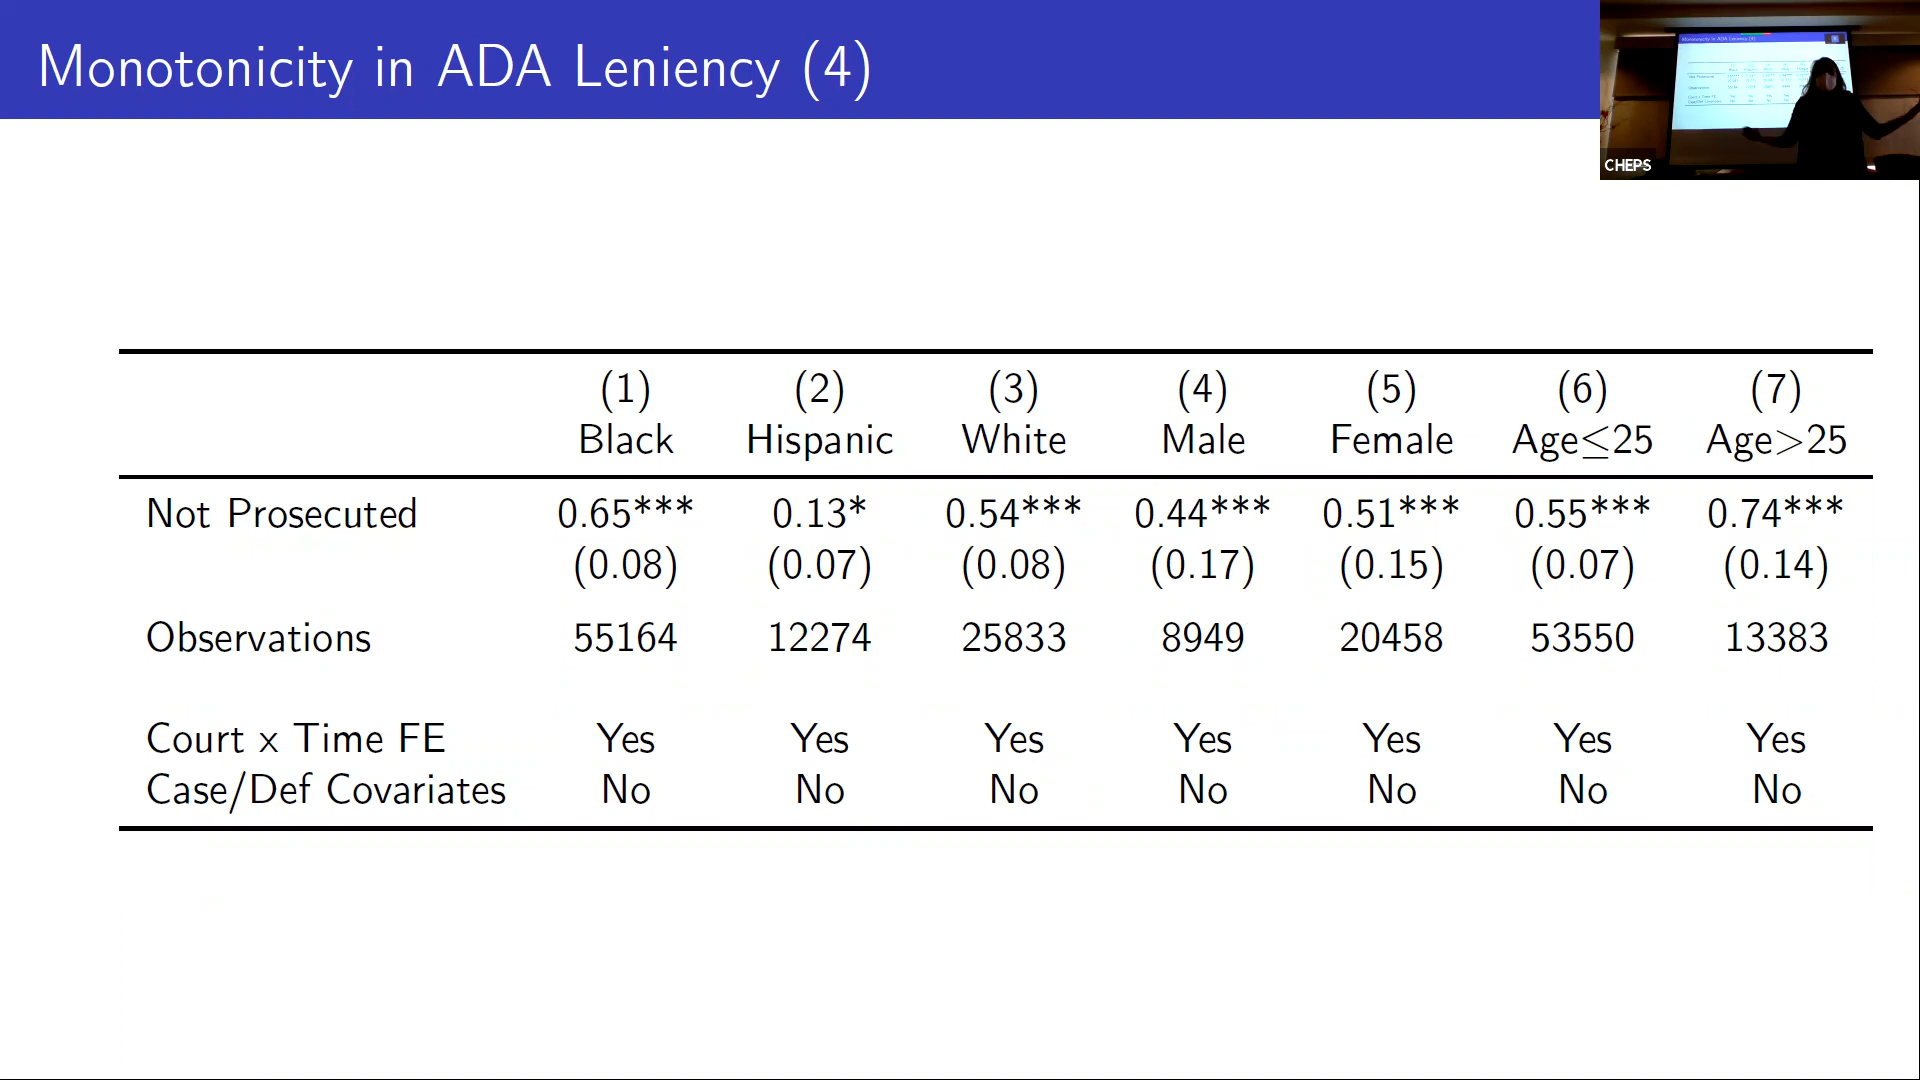 Monotonicity in ADA Leniency (4)
CHEPS
(1) (2) (3) (4) (5) (6) (7)
Black Hispanic White Male Female Age≤25 Age>25
Not Prosecuted 0.65*** 0.13* 0.54*** 0.44*** 0.51*** 0.55*** 0.74***
(0.08) (0.07) (0.08) (0.17) (0.15) (0.07) (0.14)
Observations 55164 12274 25833 8949 20458 53550 13383
Court x Time FE Yes Yes Yes Yes Yes Yes Yes
Case/Def Covariates No No No No No No No